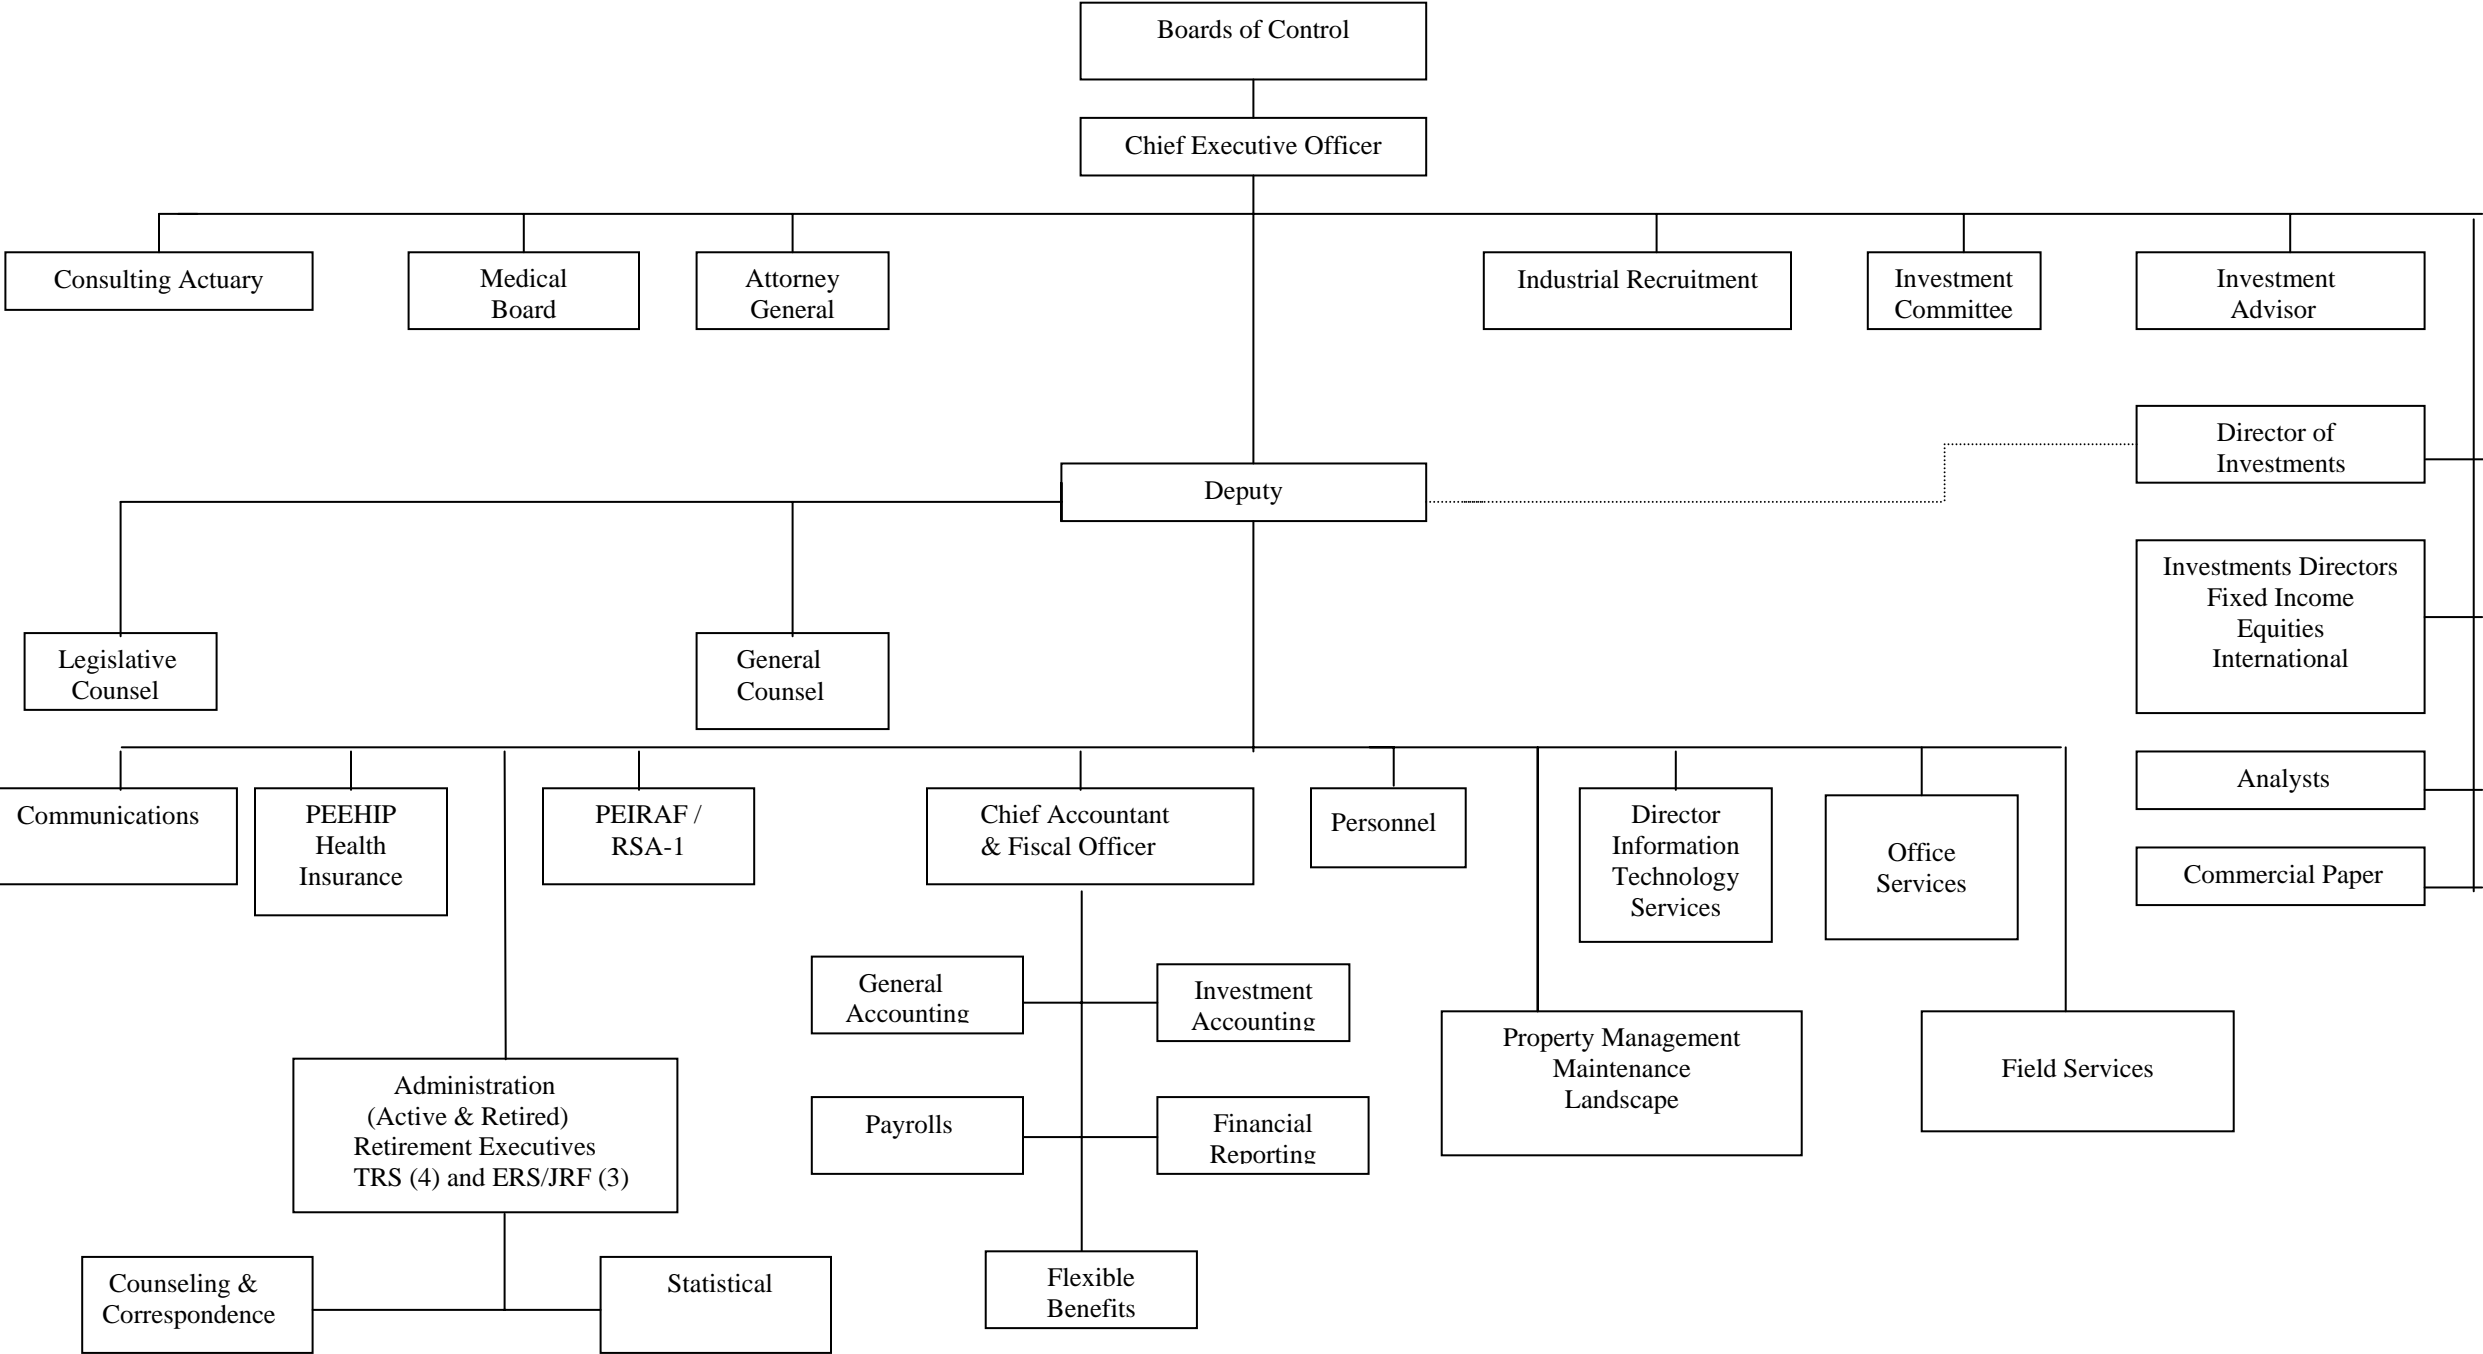 Boards of Control
Chief Executive Officer
Consulting Actuary
Medical
Board
Attorney
General
Industrial Recruitment
Investment
Committee
Investment
Advisor
Director of
Investments
Deputy
Investments Directors
Fixed Income
Equities
International
Legislative
Counsel
General
Counsel
Analysts
Commercial Paper
Communications
PEEHIP
Health
Insurance
PEIRAF /
RSA-1
Chief Accountant
& Fiscal Officer
Personnel
Director
Information
Technology
Services
Office
Services
General
Accounting
Investment
Accounting
Property Management
Maintenance
Landscape
Field Services
Administration
(Active & Retired)
Retirement Executives
TRS (4) and ERS/JRF (3)
Payrolls
Financial
Reporting
Counseling &
Correspondence
Statistical
Flexible
Benefits